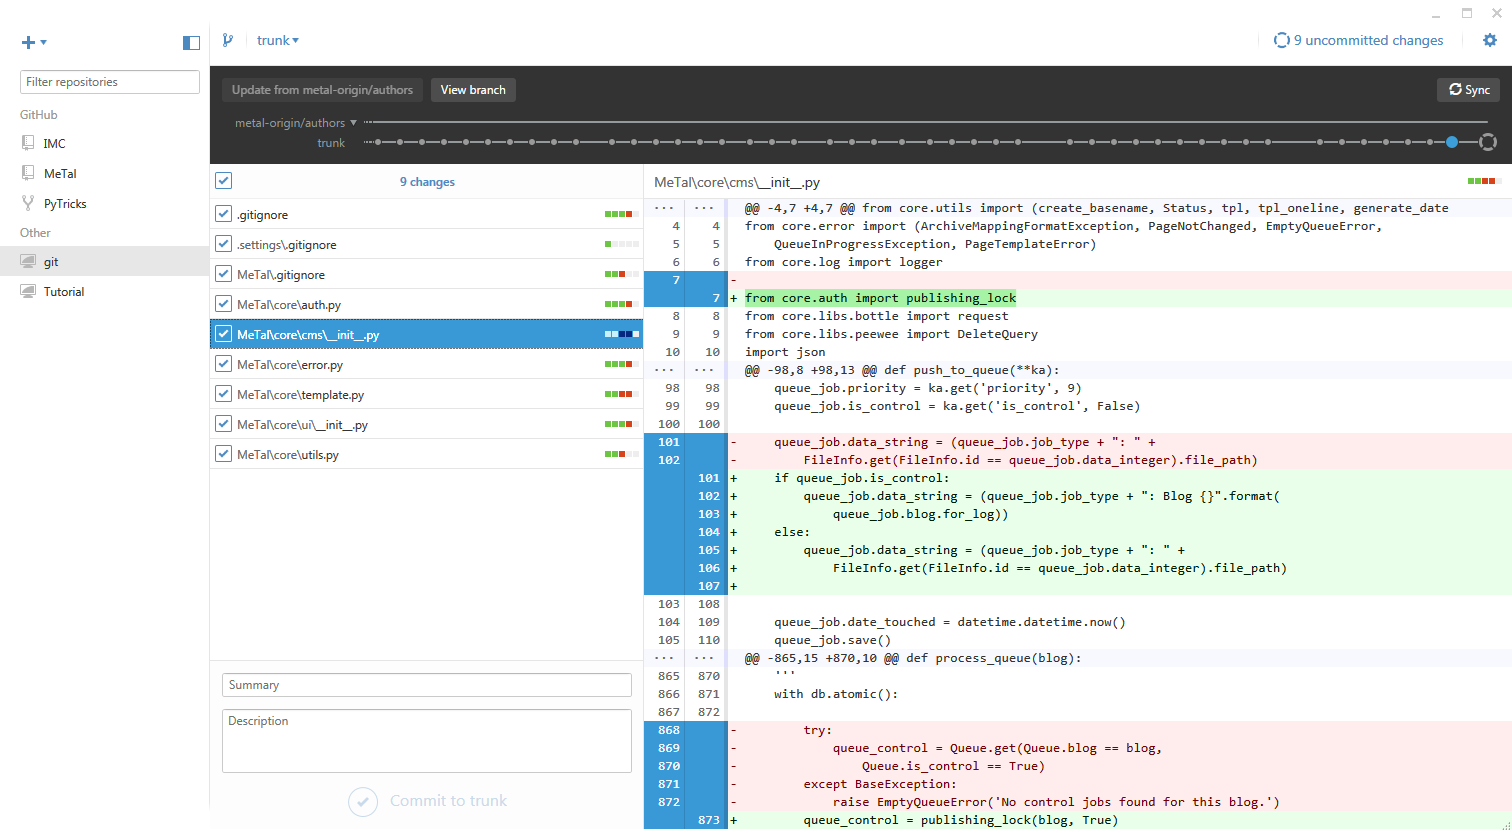 trunk
9 uncommitted changes
Filter repositories
GitHub
IMC
MeTal
PyTricks
Other
git
Tutorial
Update from metal-origin/authors
View branch
Sync
metal-origin/authors
trunk
9 changes
.gitignore
.settings\.gitignore
MeTal\.gitignore
MeTal\core\auth.py
MeTal\core\cms\__init__.py
MeTal\core\error.py
MeTal\core\template.py
MeTal\core\ui\__init__.py
MeTal\core\utils.py
Summary
Description
Commit to trunk
MeTal\core\cms\__init__.py
... ... @@ -4,7 +4,7 @@ from core.utils import (create_basename, Status, tpl, tpl_oneline, generate_date
4 4 from core.error import (ArchiveMappingFormatException, PageNotChanged, EmptyQueueError,
5 5 QueueInProgressException, PageTemplateError)
6 6 from core.log import logger
7 -
7 + from core.auth import publishing_lock
8 8 from core.libs.bottle import request
9 9 from core.libs.peewee import DeleteQuery
10 10 import json
... ... @@ -98,8 +98,13 @@ def push_to_queue(**ka):
98 98 queue_job.priority = ka.get('priority', 9)
99 99 queue_job.is_control = ka.get('is_control', False)
100 100
101 - queue_job.data_string = (queue_job.job_type + ": " +
102 - FileInfo.get(FileInfo.id == queue_job.data_integer).file_path)
101 + if queue_job.is_control:
102 + queue_job.data_string = (queue_job.job_type + ": Blog {}".format(
103 + queue_job.blog.for_log))
104 + else:
105 + queue_job.data_string = (queue_job.job_type + ": " +
106 + FileInfo.get(FileInfo.id == queue_job.data_integer).file_path)
107 +
103 108
104 109 queue_job.date_touched = datetime.datetime.now()
105 110 queue_job.save()
... ... @@ -865,15 +870,10 @@ def process_queue(blog):
865 870 '''
866 871 with db.atomic():
867 872
868 - try:
869 - queue_control = Queue.get(Queue.blog == blog,
870 - Queue.is_control == True)
871 - except BaseException:
872 - raise EmptyQueueError('No control jobs found for this blog.')
873 + queue_control = publishing_lock(blog, True)